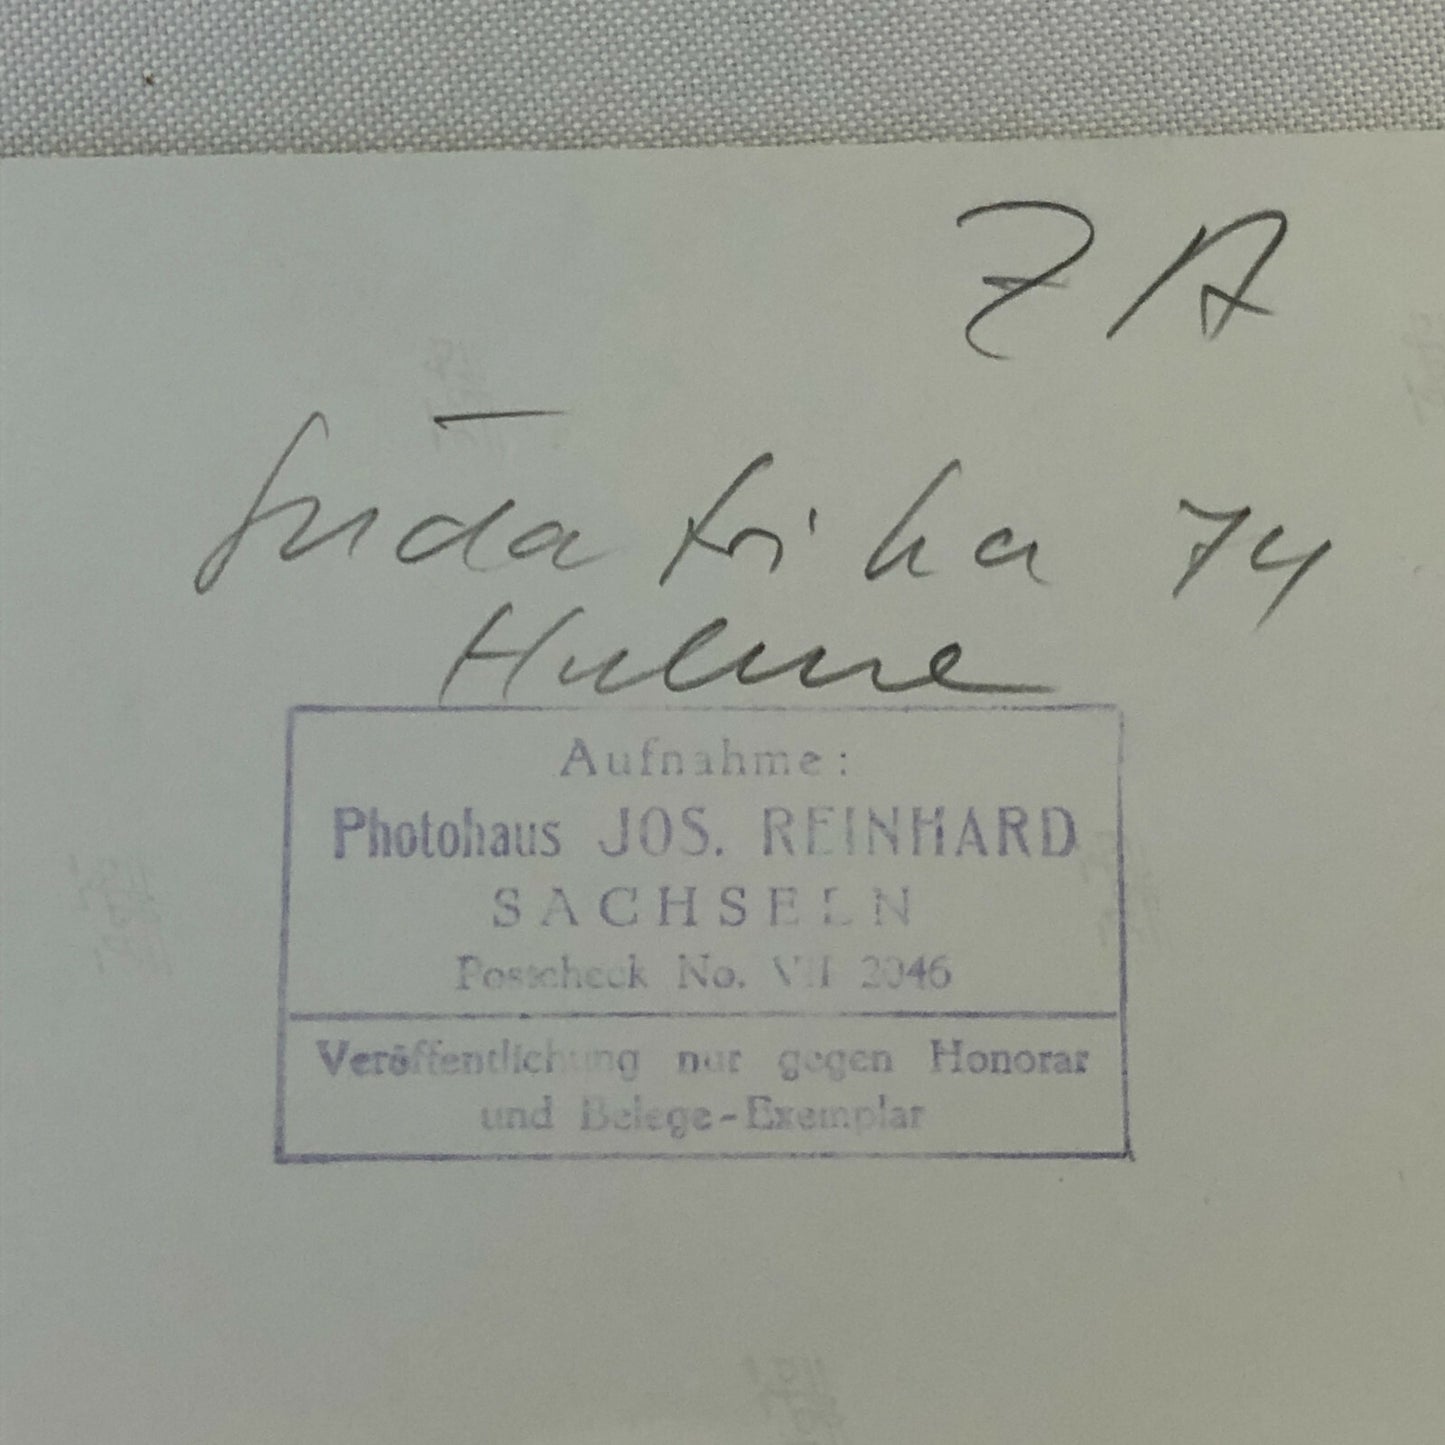 ZA
Südafrika 74
Hulme
Aufnahme:
Photohaus JOS. REINHARD
SACHSELN
Postcheck No. VII 2046
Veröffentlichung nur gegen Honorar
und Belege-Exemplar